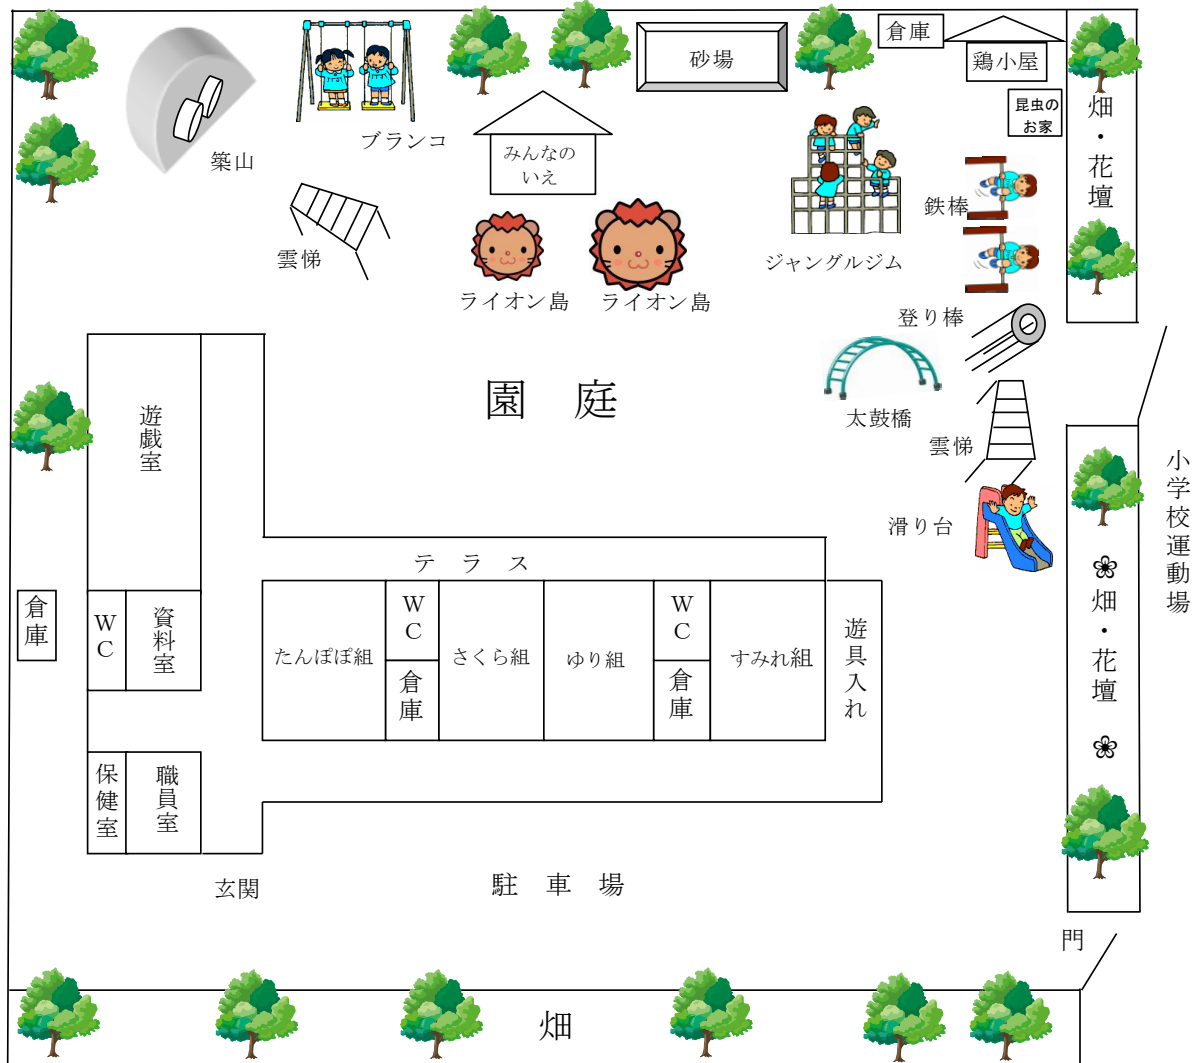 倉庫
砂場
鶏小屋
昆虫の
お家
畑・花壇
ブランコ
築山
みんなの
いえ
鉄棒
雲悌
ジャングルジム
ライオン島
ライオン島
登り棒
園庭
太鼓橋
雲悌
遊戯室
滑り台
小学校運動場
テラス
倉庫
WC
資料室
たんぽぽ組
WC
倉庫
さくら組
ゆり組
WC
倉庫
すみれ組
遊具入れ
畑・花壇
保健室
職員室
玄関
駐車場
門
畑